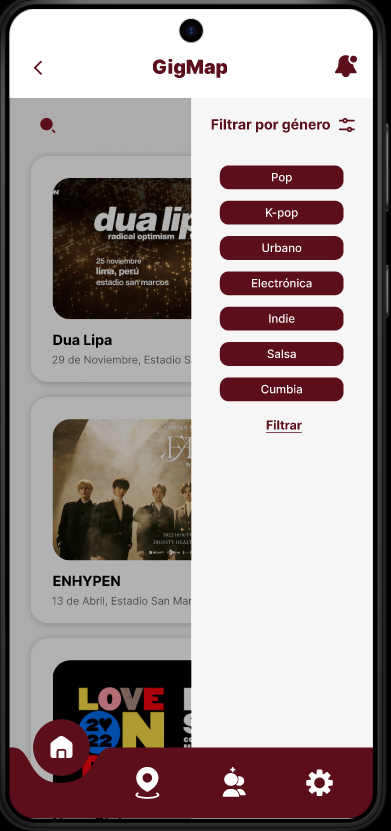 GigMap
Filtrar por género
Pop
K-pop
Urbano
Electrónica
Indie
Salsa
Cumbia
Filtrar
dua lip
radical optimism
25 noviembre
lima, perú
estadio san marcos
Dua Lipa
29 de Noviembre, Estadio S
ENHYPEN
13 de Abril, Estadio San Mar
LOVE
ON
2022